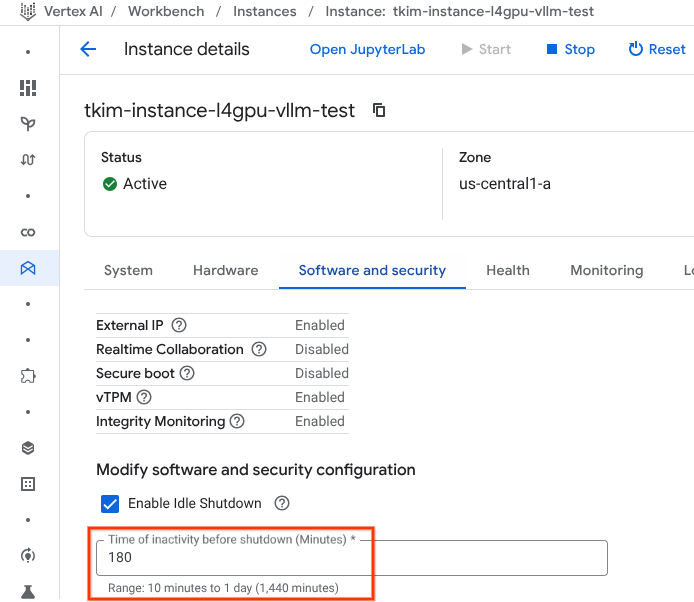 Vertex AI / Workbench / Instances / Instance: tkim-instance-l4gpu-vllm-test
Instance details Open JupyterLab Start Stop Reset
tkim-instance-l4gpu-vllm-test
Status Zone
Active us-central1-a
System Hardware Software and security Health Monitoring
External IP Enabled
Realtime Collaboration Disabled
Secure boot Disabled
vTPM Enabled
Integrity Monitoring Enabled
Modify software and security configuration
Enable Idle Shutdown
Time of inactivity before shutdown (Minutes) *
180
Range: 10 minutes to 1 day (1,440 minutes)